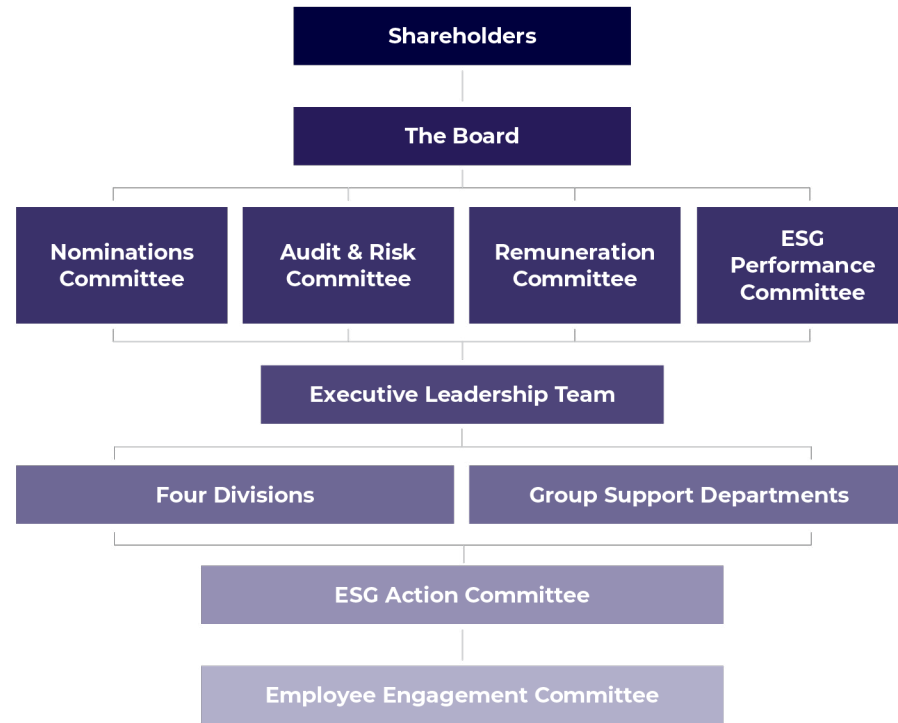 Shareholders
The Board
Nominations
Committee
Audit & Risk
Committee
Remuneration
Committee
ESG
Performance
Committee
Executive Leadership Team
Four Divisions
Group Support Departments
ESG Action Committee
Employee Engagement Committee